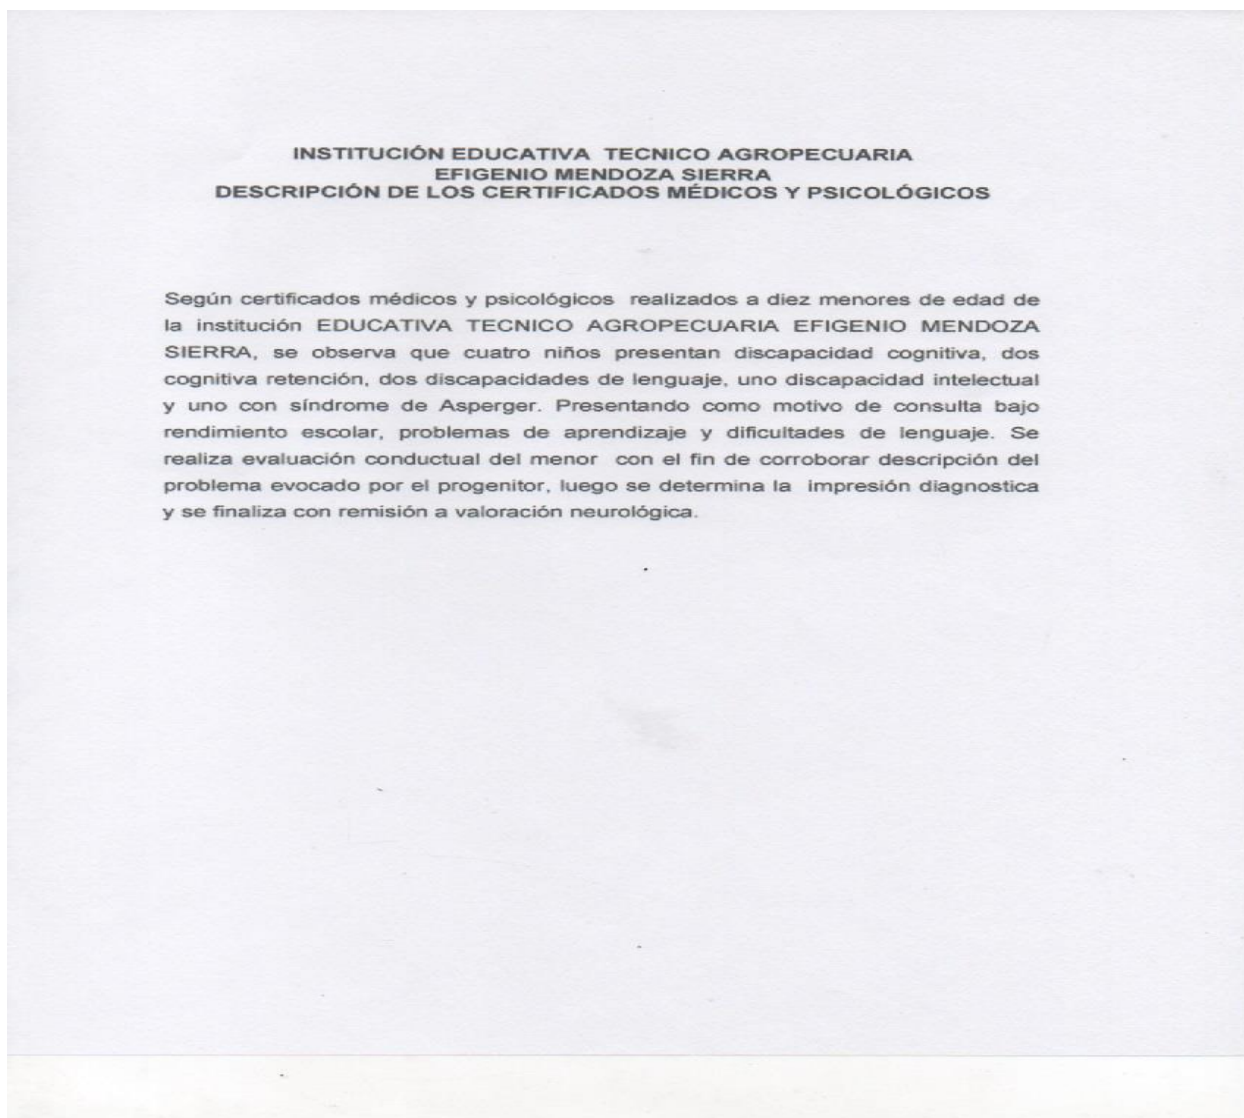 INSTITUCIÓN EDUCATIVA TECNICO AGROPECUARIA
EFIGENIO MENDOZA SIERRA
DESCRIPCIÓN DE LOS CERTIFICADOS MÉDICOS Y PSICOLÓGICOS
Según certificados médicos y psicológicos realizados a diez menores de edad de
la institución EDUCATIVA TECNICO AGROPECUARIA EFIGENIO MENDOZA
SIERRA, se observa que cuatro niños presentan discapacidad cognitiva, dos
cognitiva retención, dos discapacidades de lenguaje, uno discapacidad intelectual
y uno con síndrome de Asperger. Presentando como motivo de consulta bajo
rendimiento escolar, problemas de aprendizaje y dificultades de lenguaje. Se
realiza evaluación conductual del menor con el fin de corroborar descripción del
problema evocado por el progenitor, luego se determina la impresión diagnostica
y se finaliza con remisión a valoración neurológica.